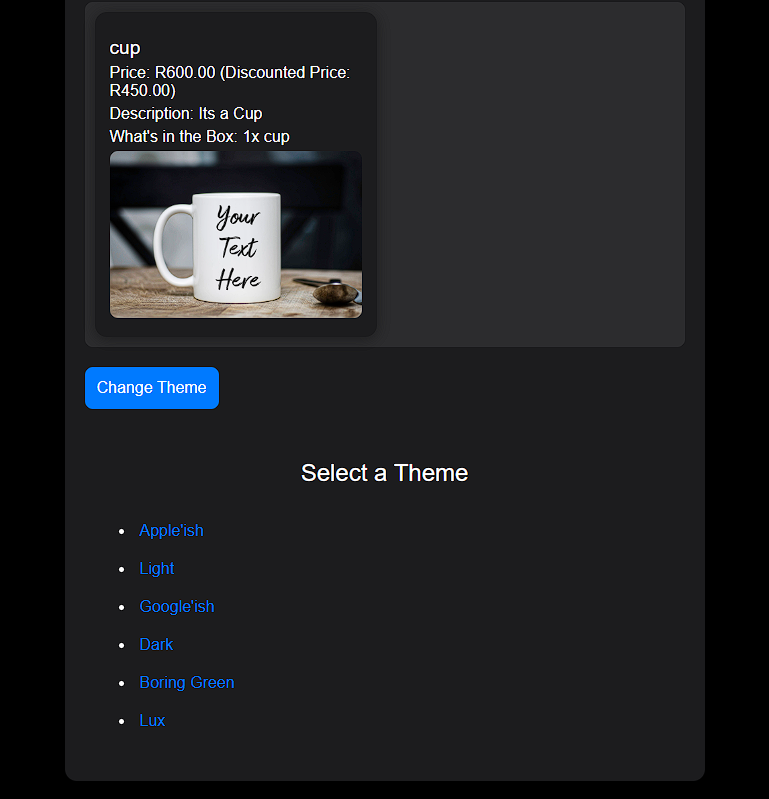 cup
Price: R600.00 (Discounted Price:
R450.00)
Description: Its a Cup
What's in the Box: 1x cup
Your
Text
Here
Change Theme
Select a Theme
Apple'ish
Light
Google'ish
Dark
Boring Green
Lux